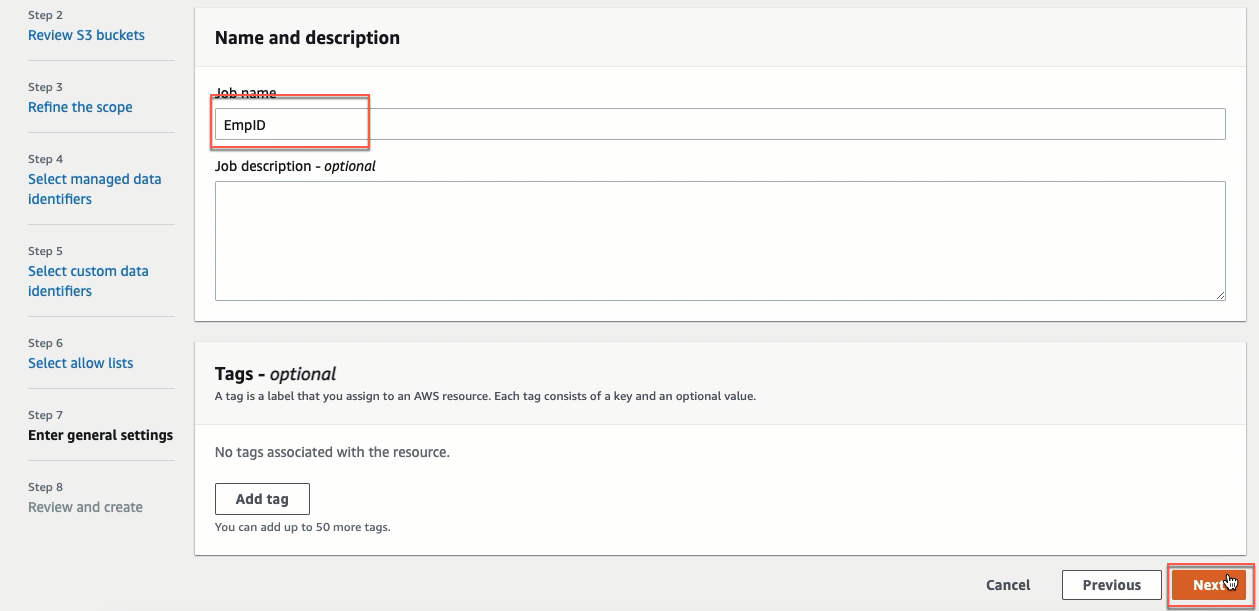 Step 2
Review S3 buckets
Step 3
Refine the scope
Step 4
Select managed data
identifiers
Step 5
Select custom data
identifiers
Step 6
Select allow lists
Step 7
Enter general settings
Step 8
Review and create
Name and description
Job name
EmpID
Job description - optional
Tags - optional
A tag is a label that you assign to an AWS resource. Each tag consists of a key and an optional value.
No tags associated with the resource.
Add tag
You can add up to 50 more tags.
Cancel
Previous
Next